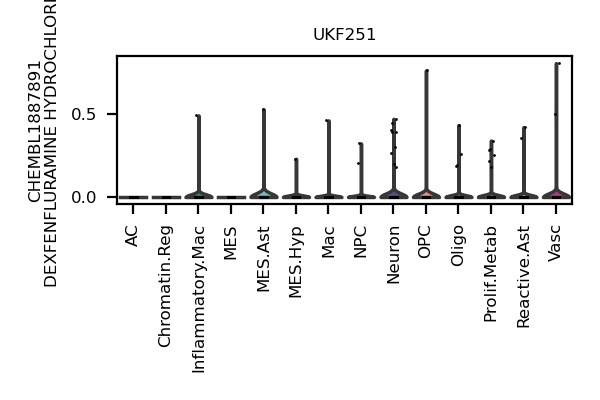 UKF251
CHEMBL1887891
DEXFENFLURAMINE HYDROCHLORI
0.5
0.0
AC
Chromatin.Reg
Inflammatory.Mac
MES
MES.Ast
MES.Hyp
Mac
NPC
Neuron
OPC
Oligo
Prolif.Metab
Reactive.Ast
Vasc